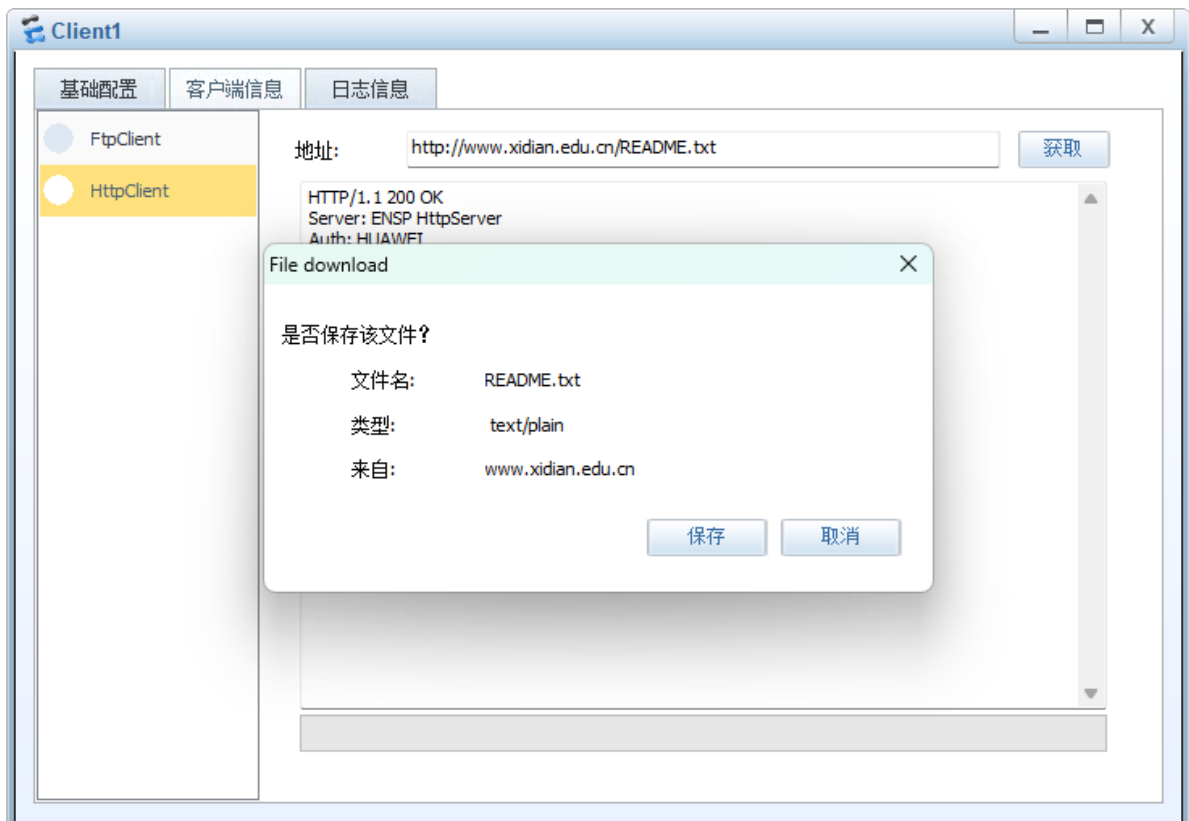 Client1
基础配置 客户端信息 日志信息
FtpClient
HttpClient
地址: http://www.xidian.edu.cn/README.txt 获取
HTTP/1.1 200 OK
Server: ENSP HttpServer
Auth: HUAWEI
File download
是否保存该文件?
文件名: README.txt
类型: text/plain
来自: www.xidian.edu.cn
保存 取消